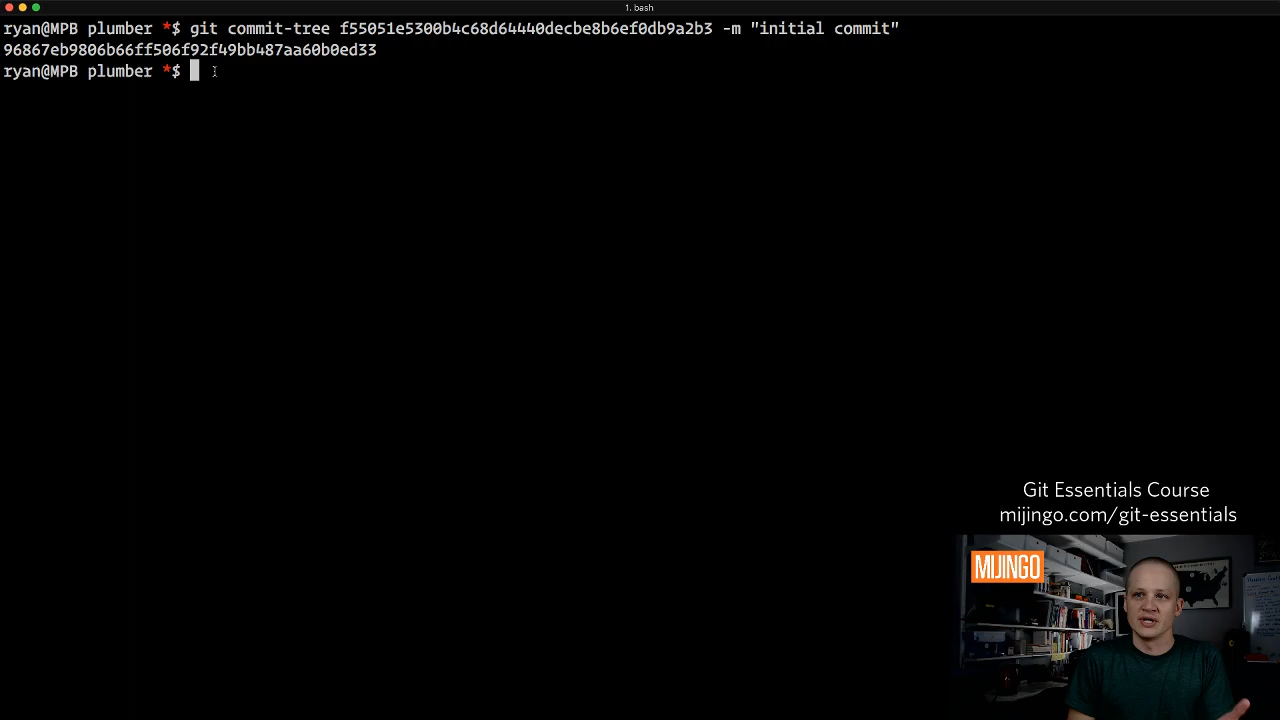 1. bash
ryan@MPB plumber *$ git commit-tree f55051e5300b4c68d64440decbe8b6ef0db9a2b3 -m "initial commit"
96867eb9806b66ff506f92f49bb487aa60b0ed33
ryan@MPB plumber *$
Git Essentials Course
mijingo.com/git-essentials
MIJINGO